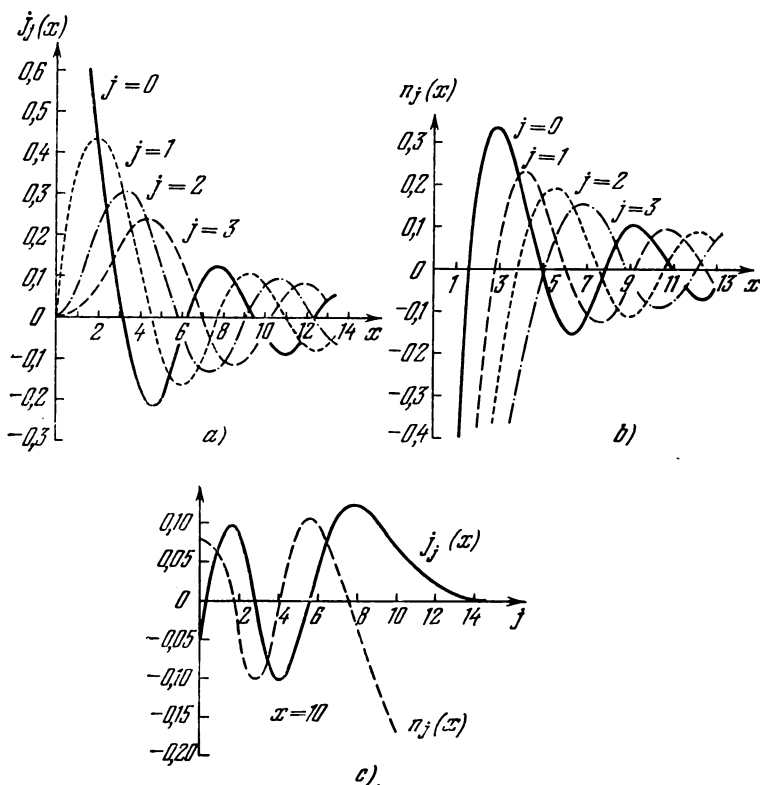 j_j(x)
0,6
0,5
0,4
0,3
0,2
0,1
0
−0,1
−0,2
−0,3
j=0
j=1
j=2
j=3
2 4 6 8 10 12 14 x
a)
n_j(x)
0,3
0,2
0,1
0
−0,1
−0,2
−0,3
−0,4
j=0
j=1
j=2
j=3
1 3 5 7 9 11 13 x
b)
0,10
0,05
0
−0,05
−0,10
−0,15
−0,20
j_j(x)
2 4 6 8 10 12 14 j
x=10
n_j(x)
c)